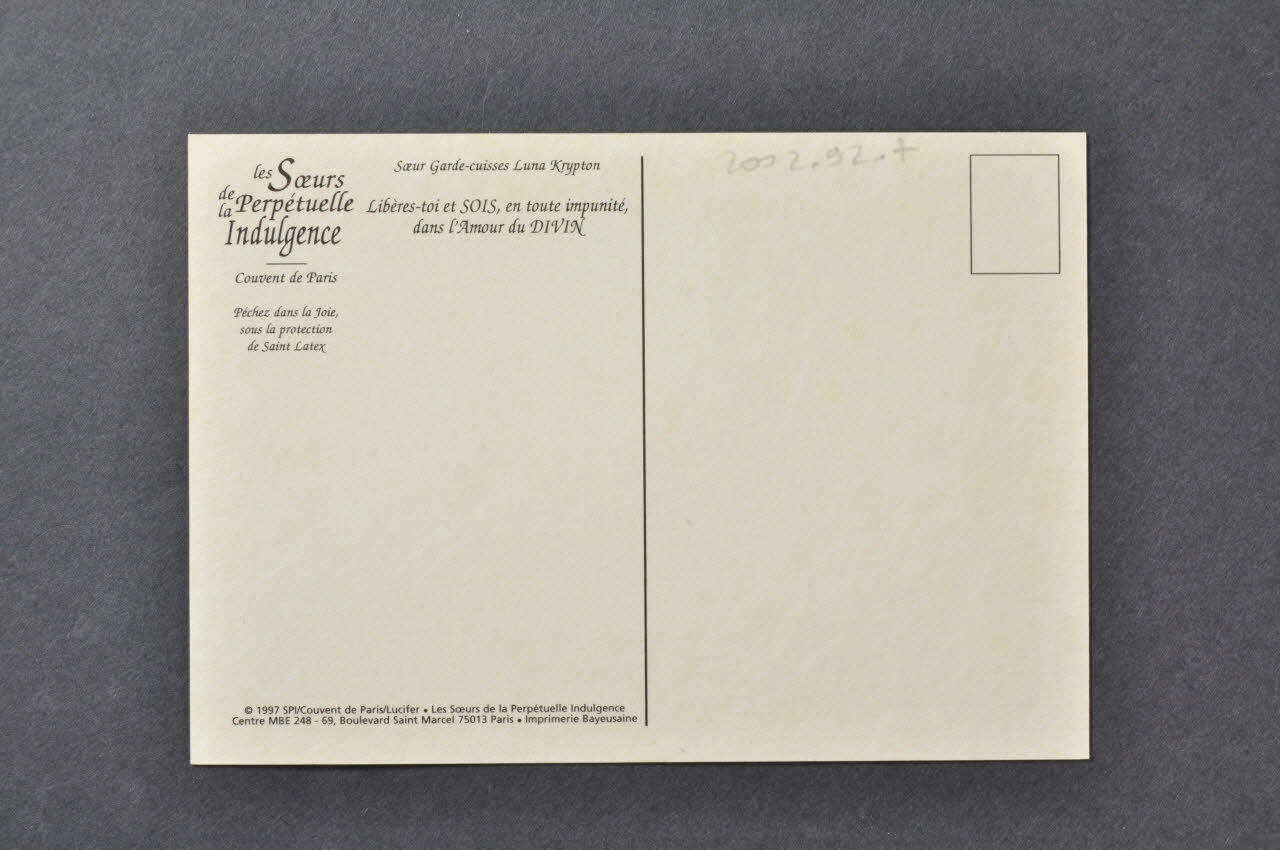 les Sœurs
de la Perpétuelle
Indulgence
Couvent de Paris
Péchez dans la Joie,
sous la protection
de Saint Latex
Sœur Garde-cuisses Luna Krypton
Libères-toi et SOIS, en toute impunité,
dans l'Amour du DIVIN
2002.92.7
© 1997 SPI/Couvent de Paris/Lucifer • Les Sœurs de la Perpétuelle Indulgence
Centre MBE 248 - 69, Boulevard Saint Marcel 75013 Paris • Imprimerie Bayeusaine